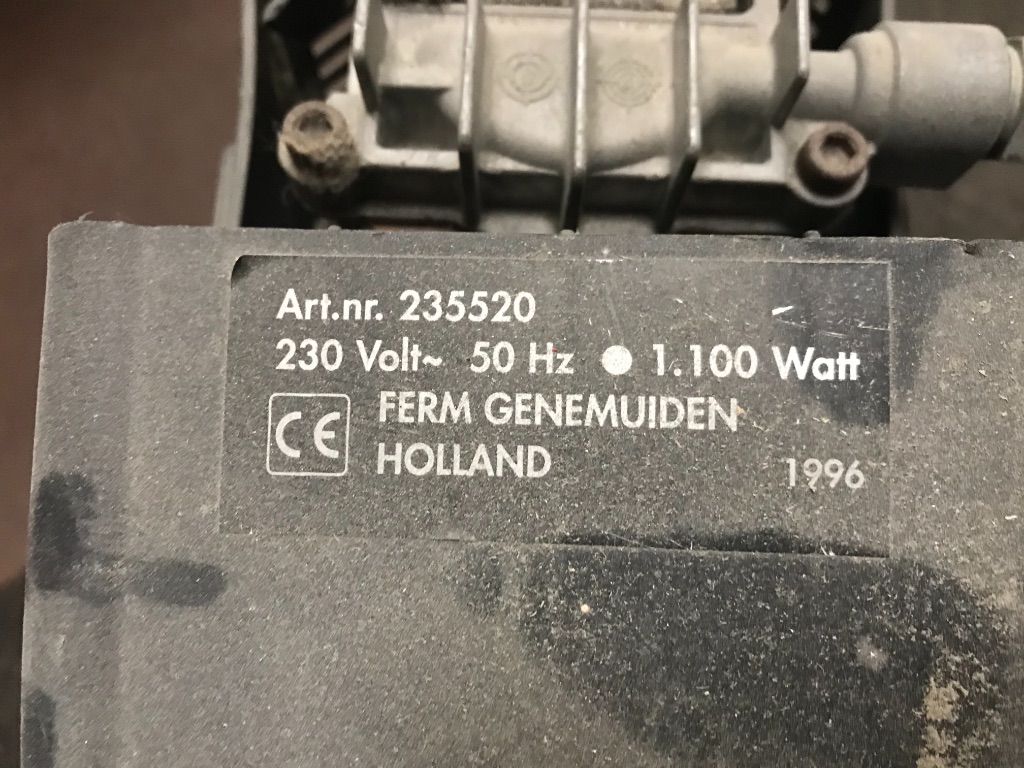 Art.nr. 235520
230 Volt~ 50 Hz ● 1.100 Watt
CE FERM GENEMUIDEN
HOLLAND 1996